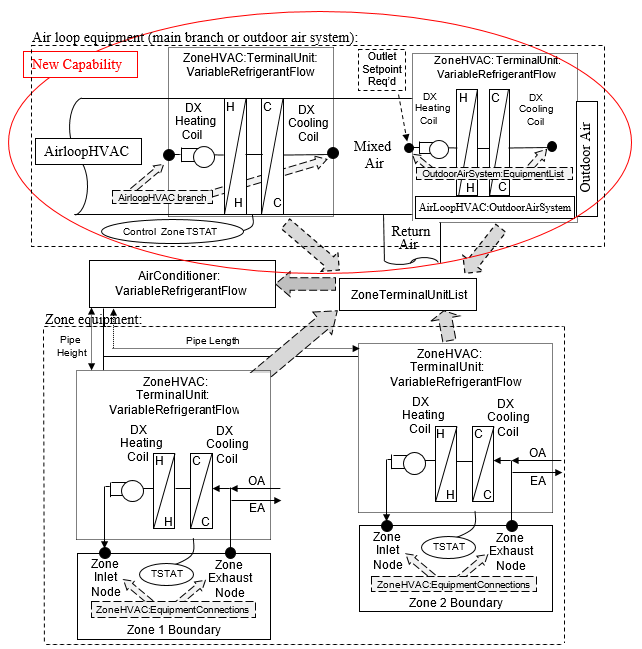 Air loop equipment (main branch or outdoor air system):
New Capability
ZoneHVAC:TerminalUnit:
VariableRefrigerantFlow
Outlet
Setpoint
Req'd
ZoneHVAC: TerminalUnit:
VariableRefrigerantFlow
DX
Heating
Coil
H
H
C
C
DX
Cooling
Coil
Mixed
Air
DX
Heating
Coil
H
H
C
C
DX
Cooling
Coil
Outdoor Air
AirloopHVAC
AirloopHVAC branch
OutdoorAirSystem:EquipmentList
AirLoopHVAC:OutdoorAirSystem
Control ZoneTSTAT
Return
Air
AirConditioner:
VariableRefrigerantFlow
ZoneTerminalUnitList
Zone equipment:
Pipe
Height
Pipe Length
ZoneHVAC:
TerminalUnit:
VariableRefrigerantFlow
DX
Heating
Coil
H
H
C
C
DX
Cooling
Coil
OA
EA
Zone
Inlet
Node
TSTAT
Zone
Exhaust
Node
ZoneHVAC:EquipmentConnections
Zone 1 Boundary
ZoneHVAC:
TerminalUnit:
VariableRefrigerantFlow
DX
Heating
Coil
H
H
C
C
DX
Cooling
Coil
OA
EA
Zone
Inlet
Node
TSTAT
Zone
Exhaust
Node
ZoneHVAC:EquipmentConnections
Zone 2 Boundary